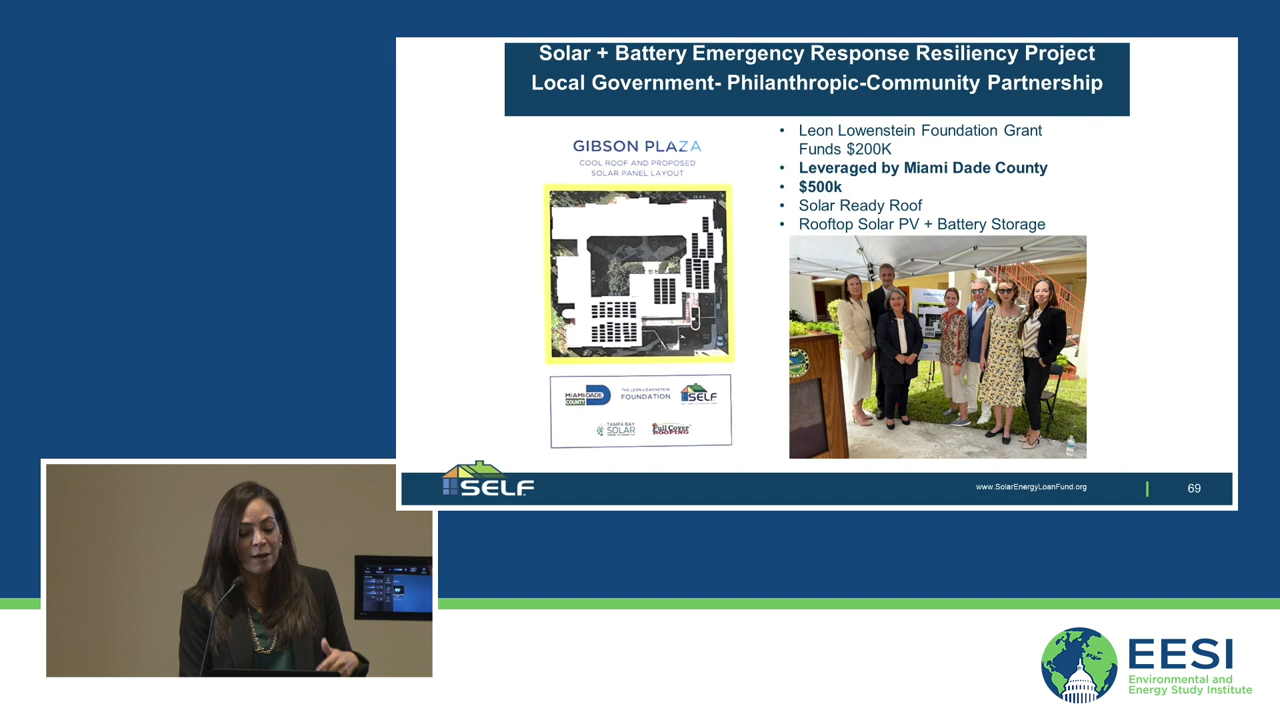 Solar + Battery Emergency Response Resiliency Project
Local Government- Philanthropic-Community Partnership
GIBSON PLAZA
COOL ROOF AND PROPOSED
SOLAR PANEL LAYOUT
• Leon Lowenstein Foundation Grant
Funds $200K
• Leveraged by Miami Dade County
• $500k
• Solar Ready Roof
• Rooftop Solar PV + Battery Storage
MIAMI-DADE
COUNTY
THE LEON LOWENSTEIN
FOUNDATION
SELF
TAMPA BAY
SOLAR
Full Cover
ROOFING
SELF
www.SolarEnergyLoanFund.org
69
EESI
Environmental and
Energy Study Institute